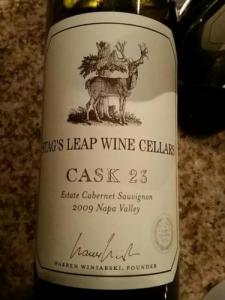 STAG'S LEAP WINE CELLARS
CASK 23
Estate Cabernet Sauvignon
2009 Napa Valley
WARREN WINIARSKI, FOUNDER